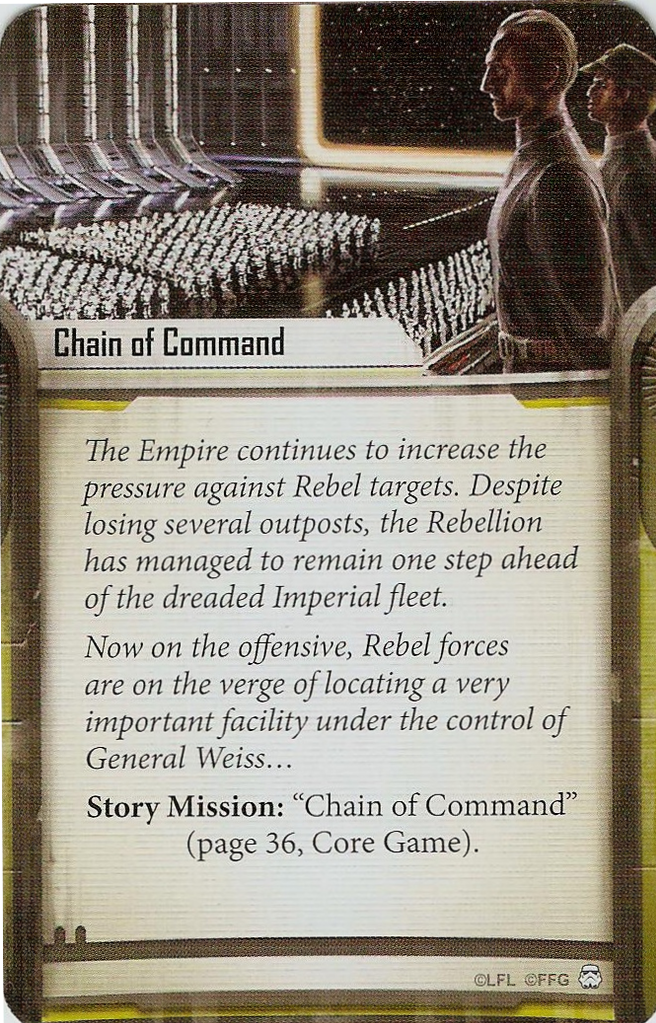 Chain of Command
The Empire continues to increase the
pressure against Rebel targets. Despite
losing several outposts, the Rebellion
has managed to remain one step ahead
of the dreaded Imperial fleet.
Now on the offensive, Rebel forces
are on the verge of locating a very
important facility under the control of
General Weiss…
Story Mission: “Chain of Command”
(page 36, Core Game).
©LFL ©FFG